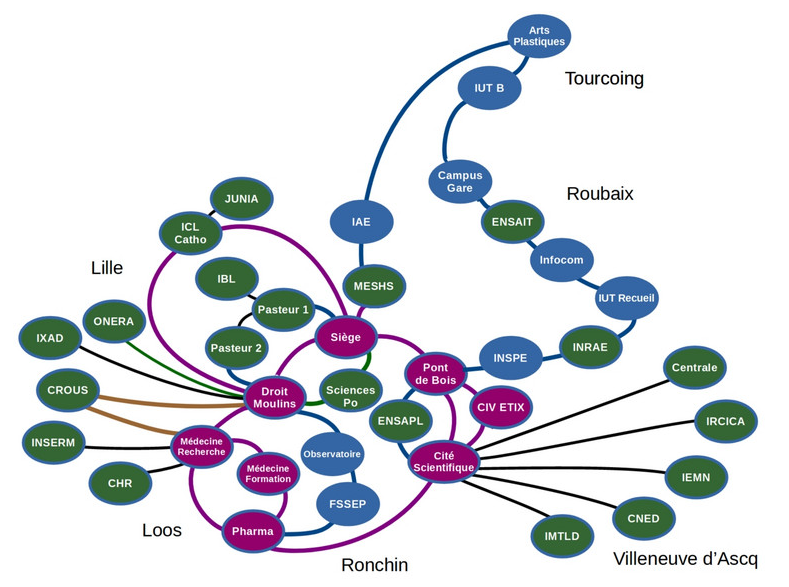 Arts
Plastiques
Tourcoing
IUT B
Campus
Gare
Roubaix
JUNIA
ENSAIT
ICL
Catho
IAE
Infocom
Lille
IBL
MESHS
IUT Recueil
Pasteur 1
ONERA
IXAD
Siège
Pasteur 2
INRAE
INSPE
Centrale
Pont
de Bois
CROUS
Droit
Moulins
Sciences
Po
CIV ETIX
ENSAPL
IRCICA
INSERM
Médecine
Recherche
Observatoire
Cité
Scientifique
Médecine
Formation
IEMN
CHR
FSSEP
CNED
Loos
Pharma
IMTLD
Ronchin
Villeneuve d’Ascq